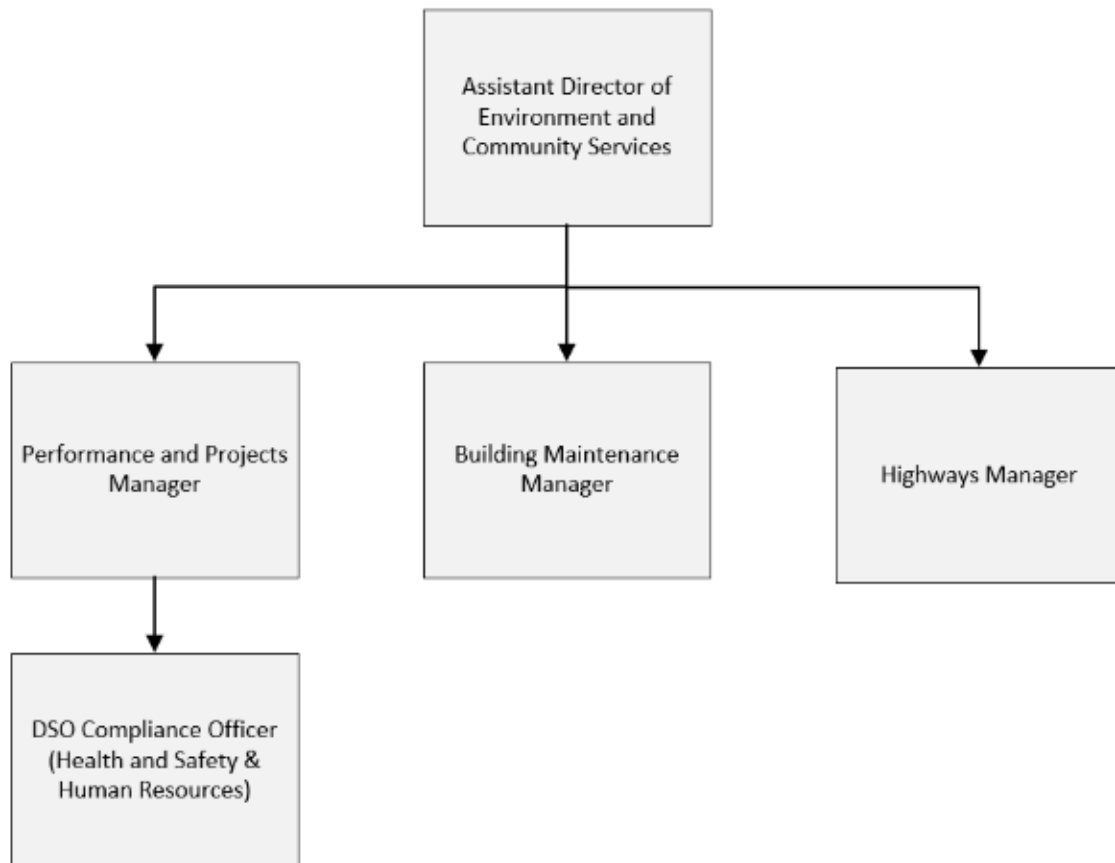 Assistant Director of
Environment and
Community Services
Performance and Projects
Manager
Building Maintenance
Manager
Highways Manager
DSO Compliance Officer
(Health and Safety &
Human Resources)